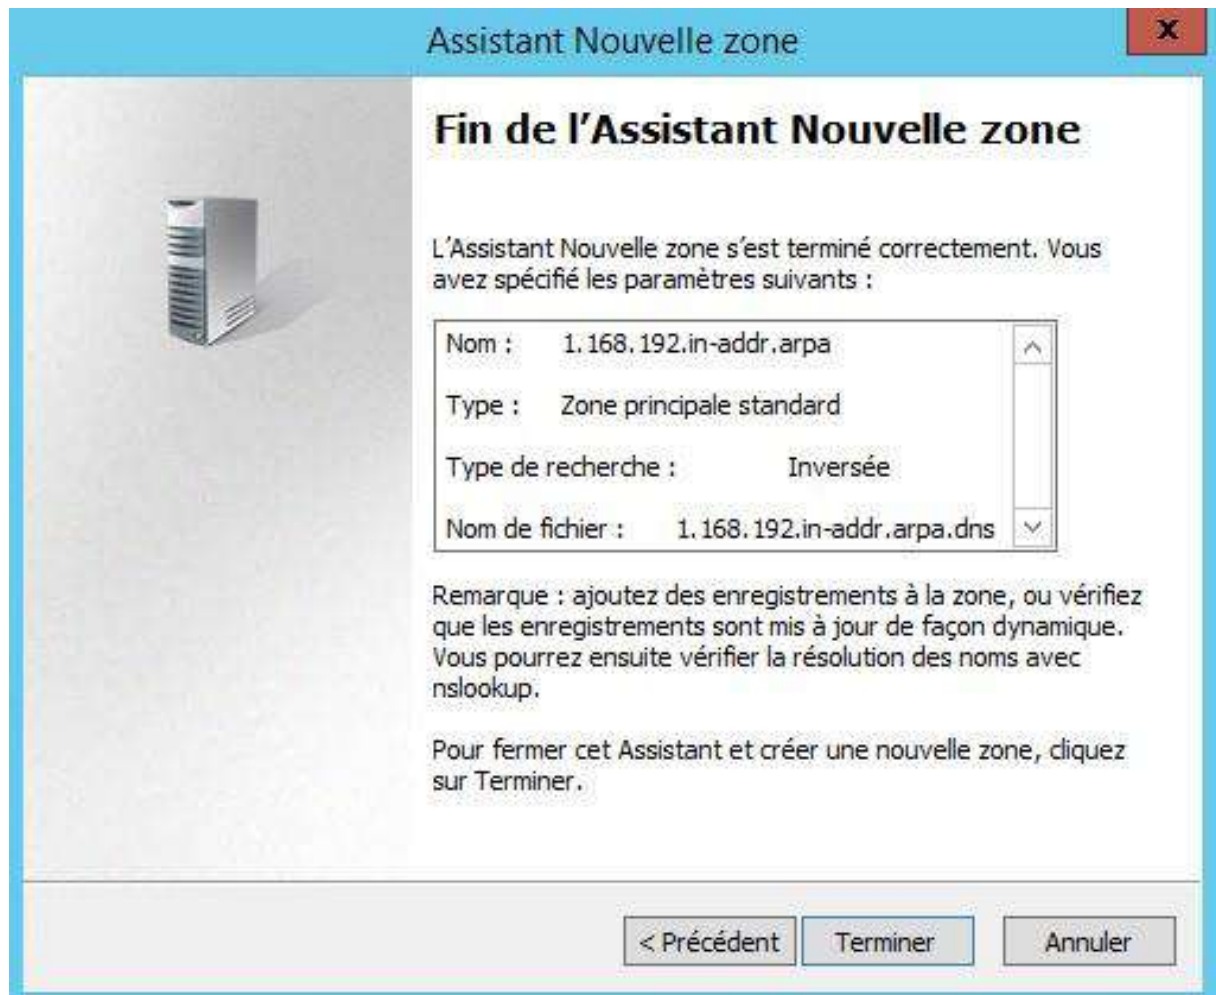 Assistant Nouvelle zone
x
Fin de l'Assistant Nouvelle zone
L'Assistant Nouvelle zone s'est terminé correctement. Vous
avez spécifié les paramètres suivants :
Nom : 1.168.192.in-addr.arpa
Type : Zone principale standard
Type de recherche : Inversée
Nom de fichier : 1.168.192.in-addr.arpa.dns
Remarque : ajoutez des enregistrements à la zone, ou vérifiez
que les enregistrements sont mis à jour de façon dynamique.
Vous pourrez ensuite vérifier la résolution des noms avec
nslookup.
Pour fermer cet Assistant et créer une nouvelle zone, cliquez
sur Terminer.
< Précédent Terminer Annuler